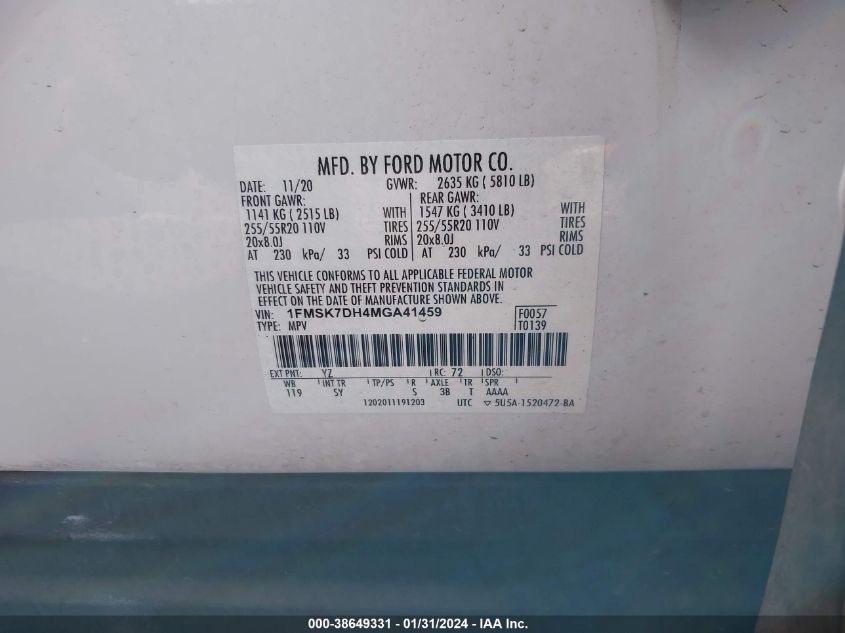 MFD. BY FORD MOTOR CO.
DATE: 11/20 GVWR: 2635 KG ( 5810 LB)
FRONT GAWR: REAR GAWR:
1141 KG ( 2515 LB) WITH 1547 KG ( 3410 LB) WITH
255/55R20 110V TIRES 255/55R20 110V TIRES
20x8.0J RIMS 20x8.0J RIMS
AT 230 kPa/ 33 PSI COLD AT 230 kPa/ 33 PSI COLD
THIS VEHICLE CONFORMS TO ALL APPLICABLE FEDERAL MOTOR
VEHICLE SAFETY AND THEFT PREVENTION STANDARDS IN
EFFECT ON THE DATE OF MANUFACTURE SHOWN ABOVE.
VIN: 1FMSK7DH4MGA41459 F0057
TYPE: MPV T0139
EXT PNT: YZ RC: 72 DSO:
WB INT TR TP/PS R AXLE TR SPR
119 SY S 3B T AAAA
1202011191203 UTC ▽ 5U5A-1520472-BA
000-38649331 - 01/31/2024 - IAA Inc.